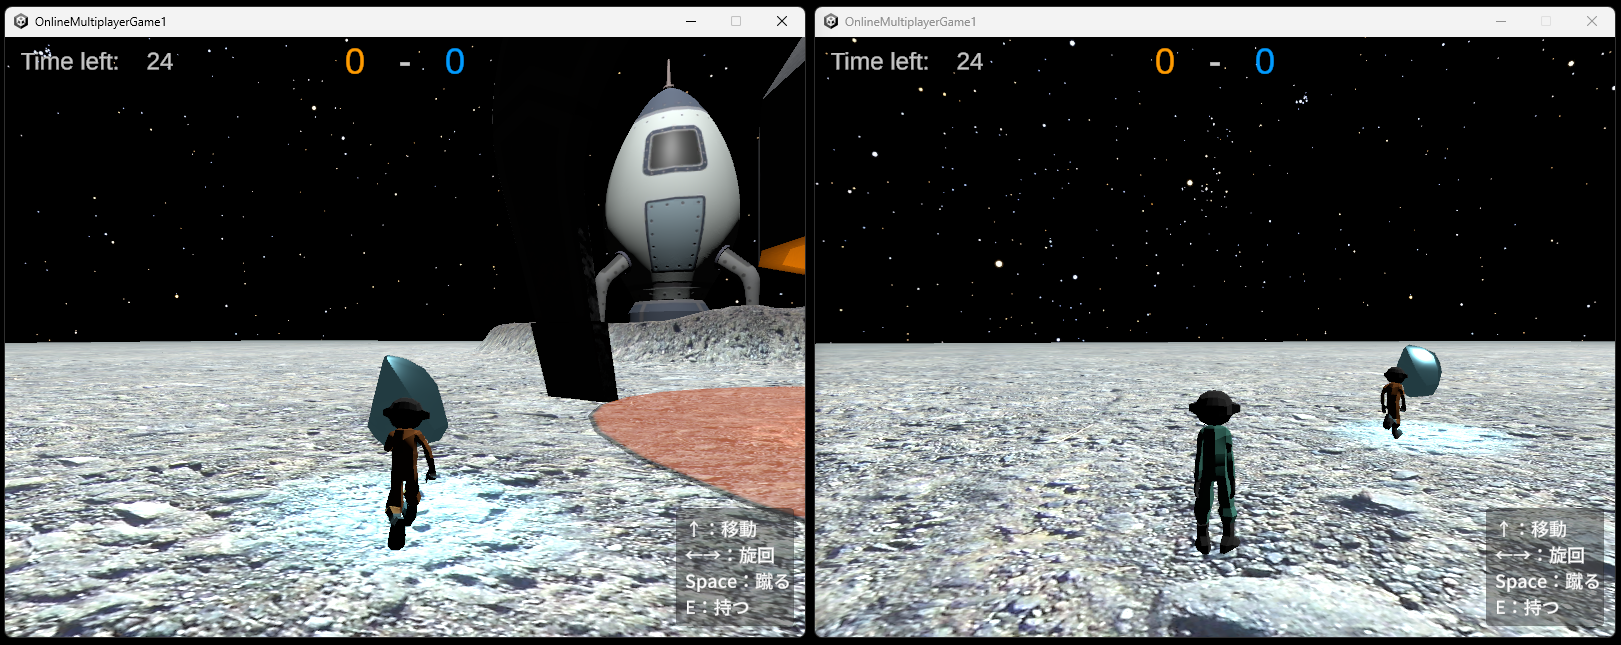 OnlineMultiplayerGame1
Time left: 24 0 - 0
↑：移動
←→：旋回
Space：蹴る
E：持つ
OnlineMultiplayerGame1
Time left: 24 0 - 0
↑：移動
←→：旋回
Space：蹴る
E：持つ